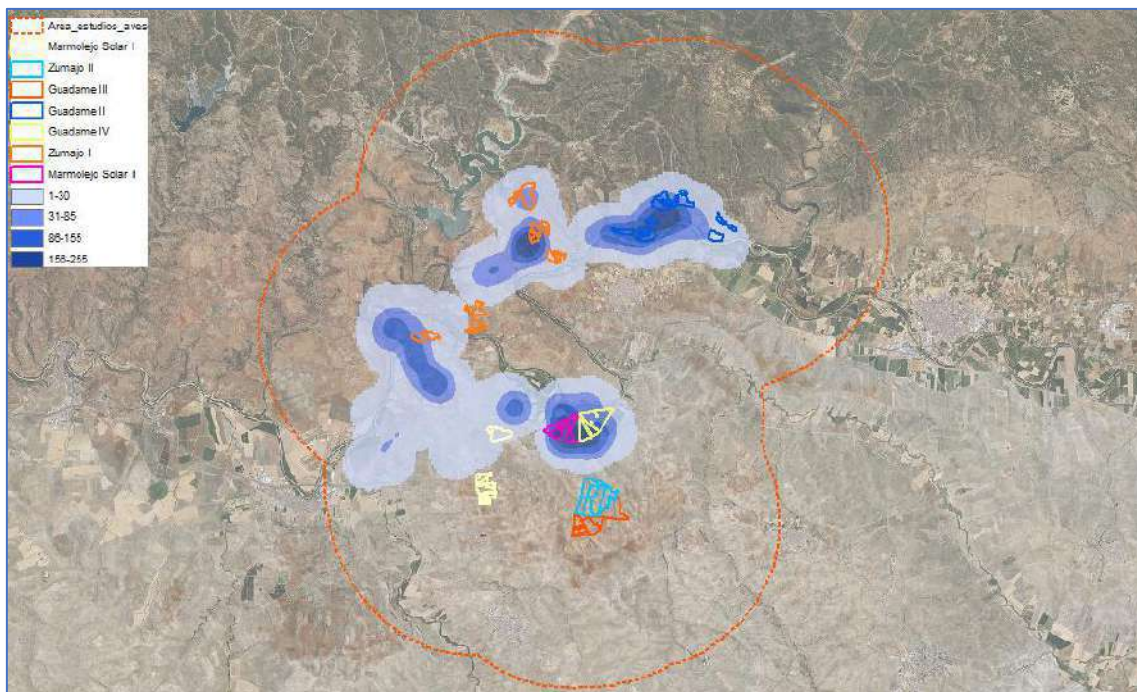 Area_estudios_aves
Marmolejo Solar I
Zumajo II
Guadame III
Guadame II
Guadame IV
Zumajo I
Marmolejo Solar II
1-30
31-85
86-155
156-255